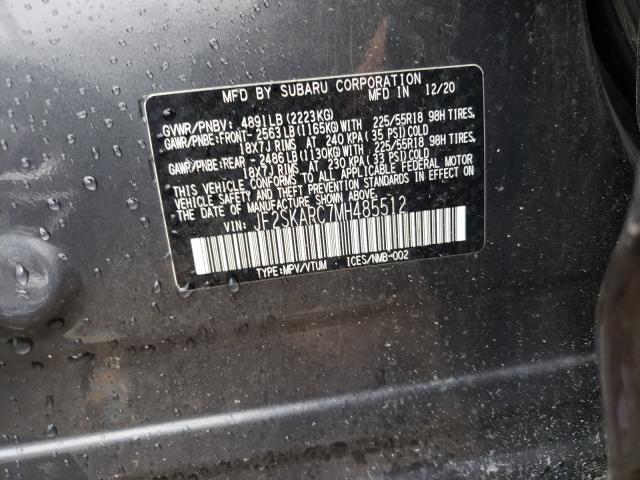 MFD BY SUBARU CORPORATION
MFD IN 12/20
GVWR/PNBV: 4891LB (2223KG)
GAWR/PNBE:FRONT- 2563LB(1165KG)WITH 225/55R18 98H TIRES,
18X7J RIMS AT 240 KPA(35 PSI)COLD
GAWR/PNBE:REAR - 2486LB(1130KG)WITH 225/55R18 98H TIRES,
18X7J RIMS AT 230 KPA(33 PSI)COLD
THIS VEHICLE CONFORMS TO ALL APPLICABLE FEDERAL MOTOR
VEHICLE SAFETY AND THEFT PREVENTION STANDARDS IN EFFECT ON
THE DATE OF MANUFACTURE SHOWN ABOVE.
VIN: JF2SKARC7MH485512
TYPE:MPV/VTUM ICES/NMB-002